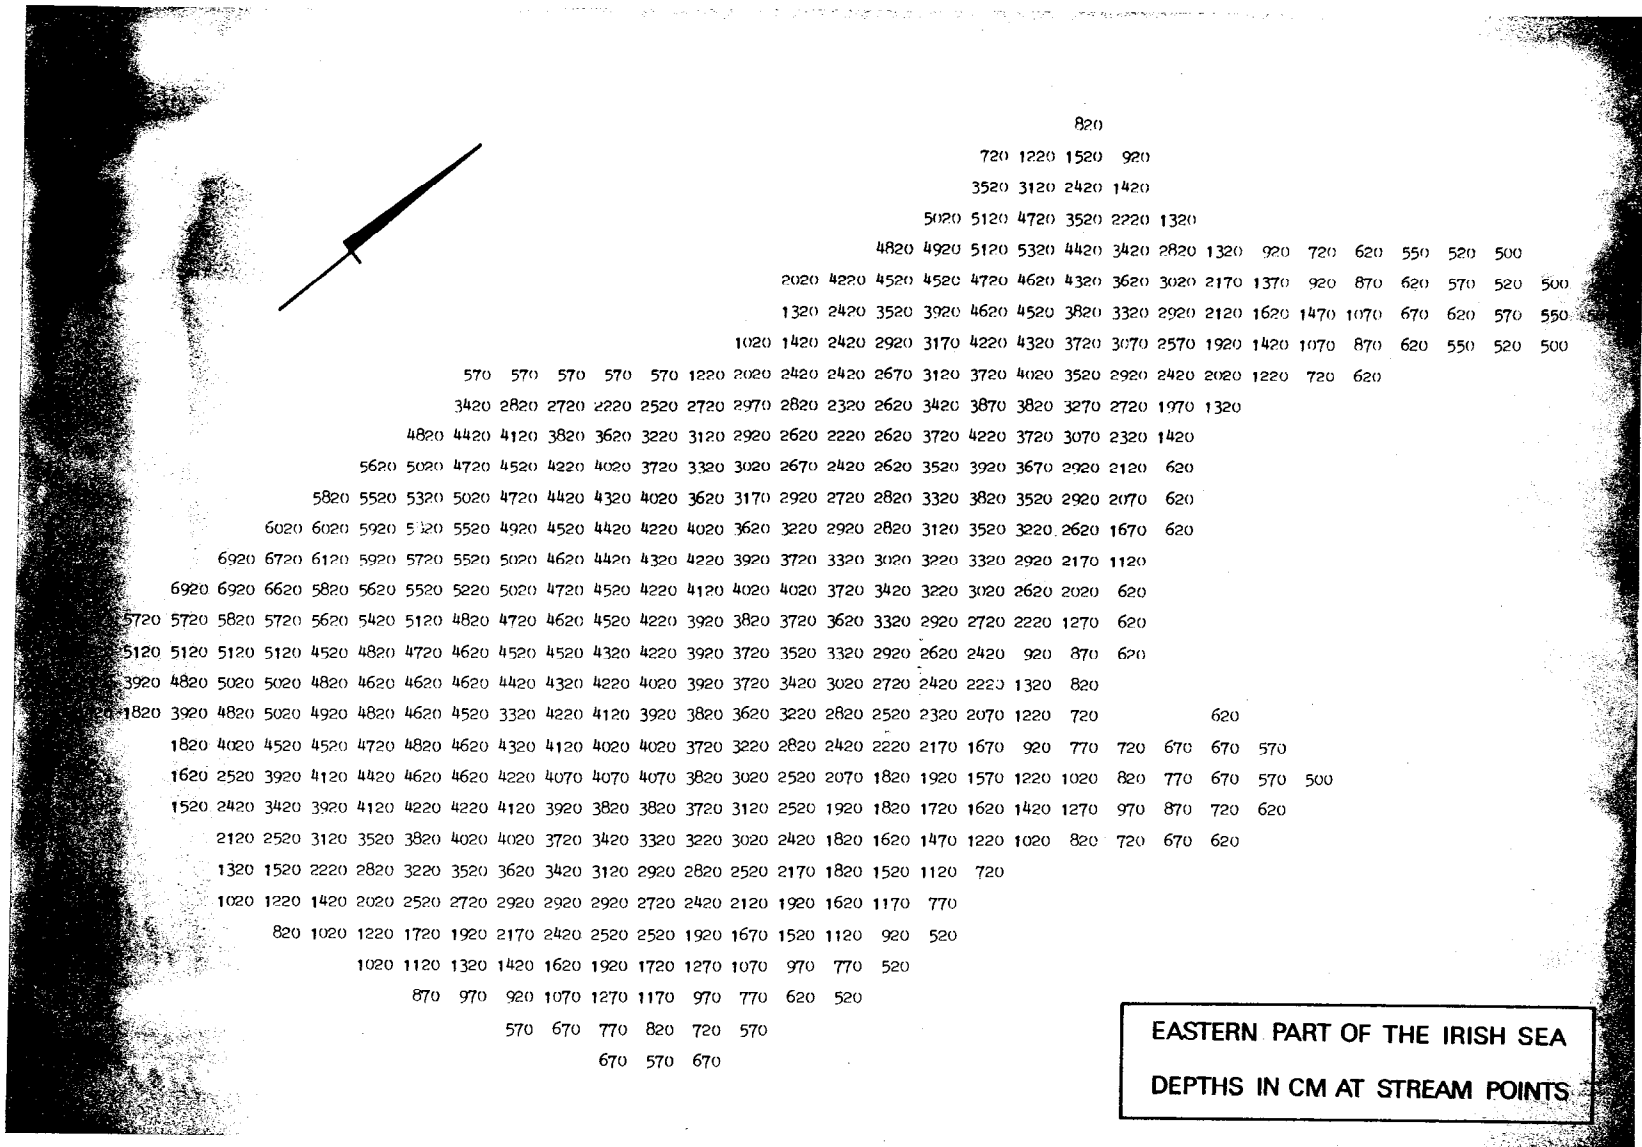 820
720 1220 1520 920
3520 3120 2420 1420
5020 5120 4720 3520 2220 1320
4820 4920 5120 5320 4420 3420 2820 1320 920 720 620 550 520 500
2020 4220 4520 4520 4720 4620 4320 3620 3020 2170 1370 920 870 620 570 520 500
1320 2420 3520 3920 4620 4520 3820 3320 2920 2120 1620 1470 1070 670 620 570 550
1020 1420 2420 2920 3170 4220 4320 3720 3070 2570 1920 1420 1070 870 620 550 520 500
570 570 570 570 570 1220 2020 2420 2420 2670 3120 3720 4020 3520 2920 2420 2020 1220 720 620
3420 2820 2720 2220 2520 2720 2970 2820 2320 2620 3420 3870 3820 3270 2720 1970 1320
4820 4420 4120 3820 3620 3220 3120 2920 2620 2220 2620 3720 4220 3720 3070 2320 1420
5620 5020 4720 4520 4220 4020 3720 3320 3020 2670 2420 2620 3520 3920 3670 2920 2120 620
5820 5520 5320 5020 4720 4420 4320 4020 3620 3170 2920 2720 2820 3320 3820 3520 2920 2070 620
6020 6020 5920 5520 4920 4520 4420 4220 4020 3620 3220 2920 2820 3120 3520 3220 2620 1670 620
6920 6720 6120 5920 5720 5520 5020 4620 4420 4320 4220 3920 3720 3320 3020 3220 3320 2920 2170 1120
6920 6920 6620 5820 5620 5520 5220 5020 4720 4520 4220 4120 4020 4020 3720 3420 3220 3020 2620 2020 620
5720 5720 5820 5720 5620 5420 5120 4820 4720 4620 4520 4220 3920 3820 3720 3620 3320 2920 2720 2220 1270 620
5120 5120 5120 5120 4520 4820 4720 4620 4520 4520 4320 4220 3920 3720 3520 3320 2920 2620 2420 920 870 620
3920 4820 5020 5020 4820 4620 4620 4620 4420 4320 4220 4020 3920 3720 3420 3020 2720 2420 2220 1320 820
1820 3920 4820 5020 4920 4820 4620 4520 3320 4220 4120 3920 3820 3620 3220 2820 2520 2320 2070 1220 720 620
1820 4020 4520 4520 4720 4820 4620 4320 4120 4020 4020 3720 3220 2820 2420 2220 2170 1670 920 770 720 670 670 570
1620 2520 3920 4120 4420 4620 4620 4220 4070 4070 4070 3820 3020 2520 2070 1820 1920 1570 1220 1020 820 770 670 570 500
1520 2420 3420 3920 4120 4220 4220 4120 3920 3820 3820 3720 3120 2520 1920 1820 1720 1620 1420 1270 970 870 720 620
2120 2520 3120 3520 3820 4020 4020 3720 3420 3320 3220 3020 2420 1820 1620 1470 1220 1020 820 720 670 620
1320 1520 2220 2820 3220 3520 3620 3420 3120 2920 2820 2520 2170 1820 1520 1120 720
1020 1220 1420 2020 2520 2720 2920 2920 2920 2720 2420 2120 1920 1620 1170 770
820 1020 1220 1720 1920 2170 2420 2520 2520 1920 1670 1520 1120 920 520
1020 1120 1320 1420 1620 1920 1720 1270 1070 970 770 520
870 970 920 1070 1270 1170 970 770 620 520
570 670 770 820 720 570
670 570 670
EASTERN PART OF THE IRISH SEA
DEPTHS IN CM AT STREAM POINTS